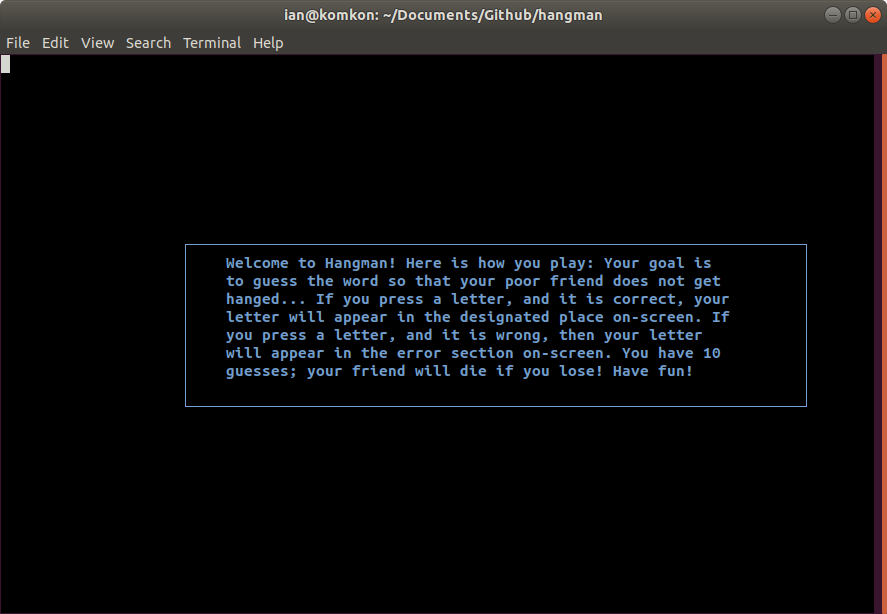 ian@komkon: ~/Documents/Github/hangman
File Edit View Search Terminal Help
Welcome to Hangman! Here is how you play: Your goal is
to guess the word so that your poor friend does not get
hanged... If you press a letter, and it is correct, your
letter will appear in the designated place on-screen. If
you press a letter, and it is wrong, then your letter
will appear in the error section on-screen. You have 10
guesses; your friend will die if you lose! Have fun!